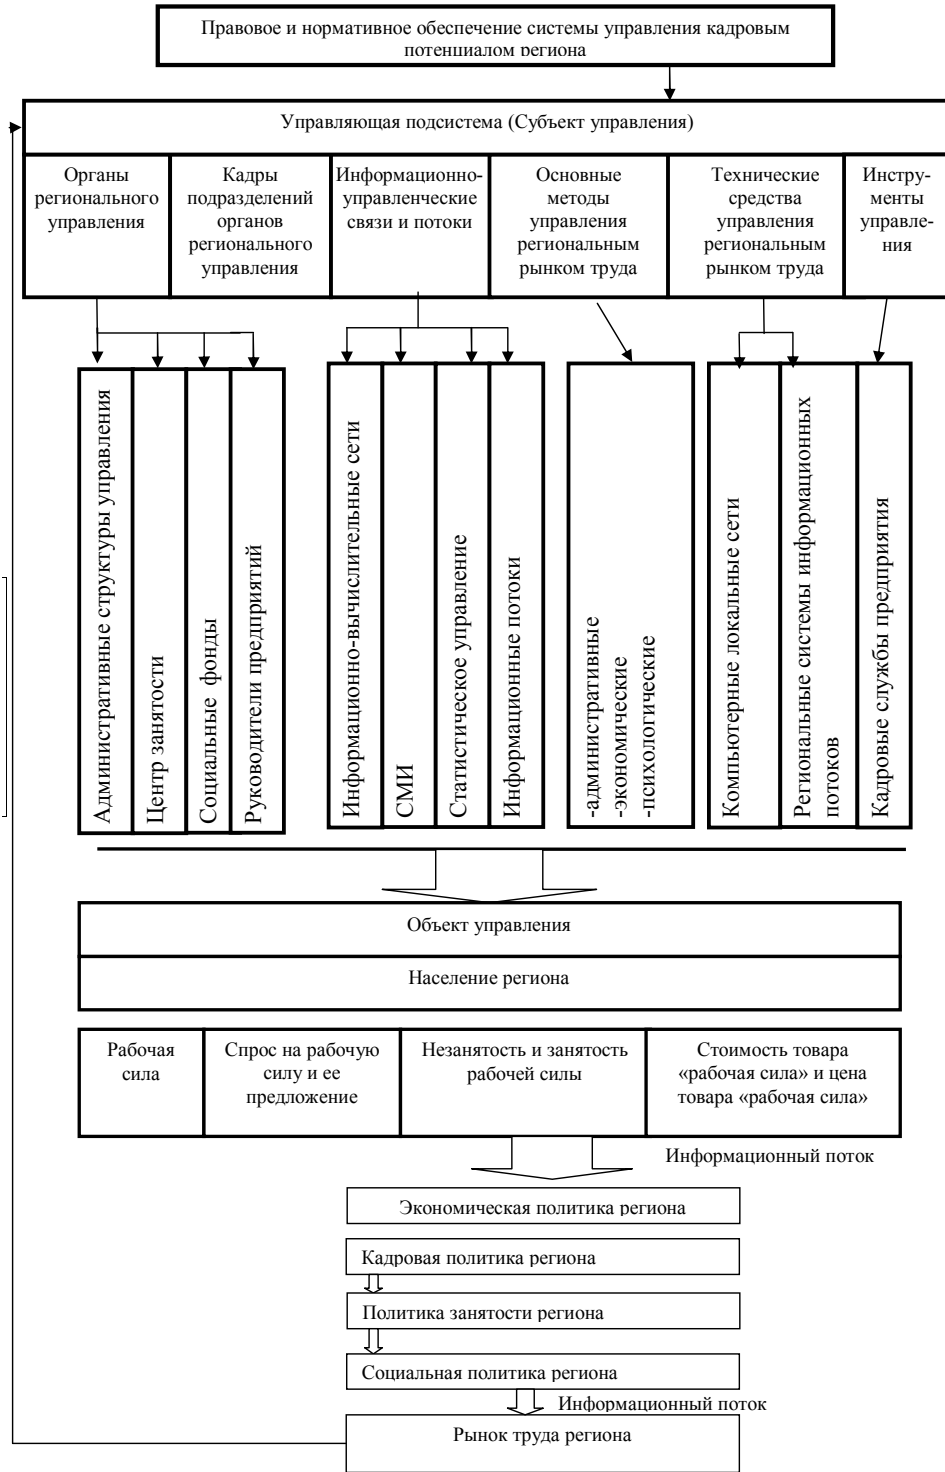 Правовое и нормативное обеспечение системы управления кадровым
потенциалом региона
Управляющая подсистема (Субъект управления)
Органы
регионального
управления
Кадры
подразделений
органов
регионального
управления
Информационно-
управленческие
связи и потоки
Основные
методы
управления
региональным
рынком труда
Технические
средства
управления
региональным
рынком труда
Инстру-
менты
управле-
ния
Административные структуры управления
Центр занятости
Социальные фонды
Руководители предприятий
Информационно-вычислительные сети
СМИ
Статистическое управление
Информационные потоки
-административные
-экономические
-психологические
Компьютерные локальные сети
Региональные системы информационных
потоков
Кадровые службы предприятия
Объект управления
Население региона
Рабочая
сила
Спрос на рабочую
силу и ее
предложение
Незанятость и занятость
рабочей силы
Стоимость товара
«рабочая сила» и цена
товара «рабочая сила»
Информационный поток
Экономическая политика региона
Кадровая политика региона
Политика занятости региона
Социальная политика региона
Информационный поток
Рынок труда региона